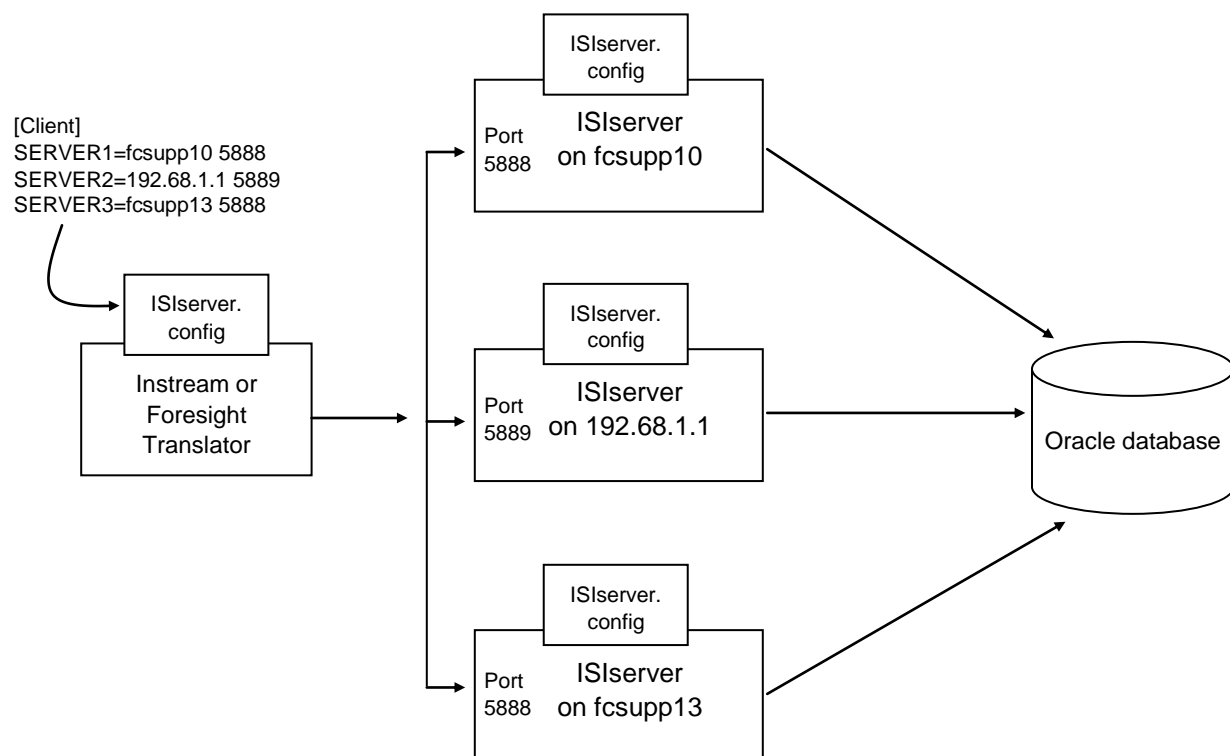 [Client]
SERVER1=fcsupp10 5888
SERVER2=192.68.1.1 5889
SERVER3=fcsupp13 5888
ISIserver.
config
Instream or
Foresight
Translator
ISIserver.
config
Port
5888
ISIserver
on fcsupp10
ISIserver.
config
Port
5889
ISIserver
on 192.68.1.1
ISIserver.
config
Port
5888
ISIserver
on fcsupp13
Oracle database